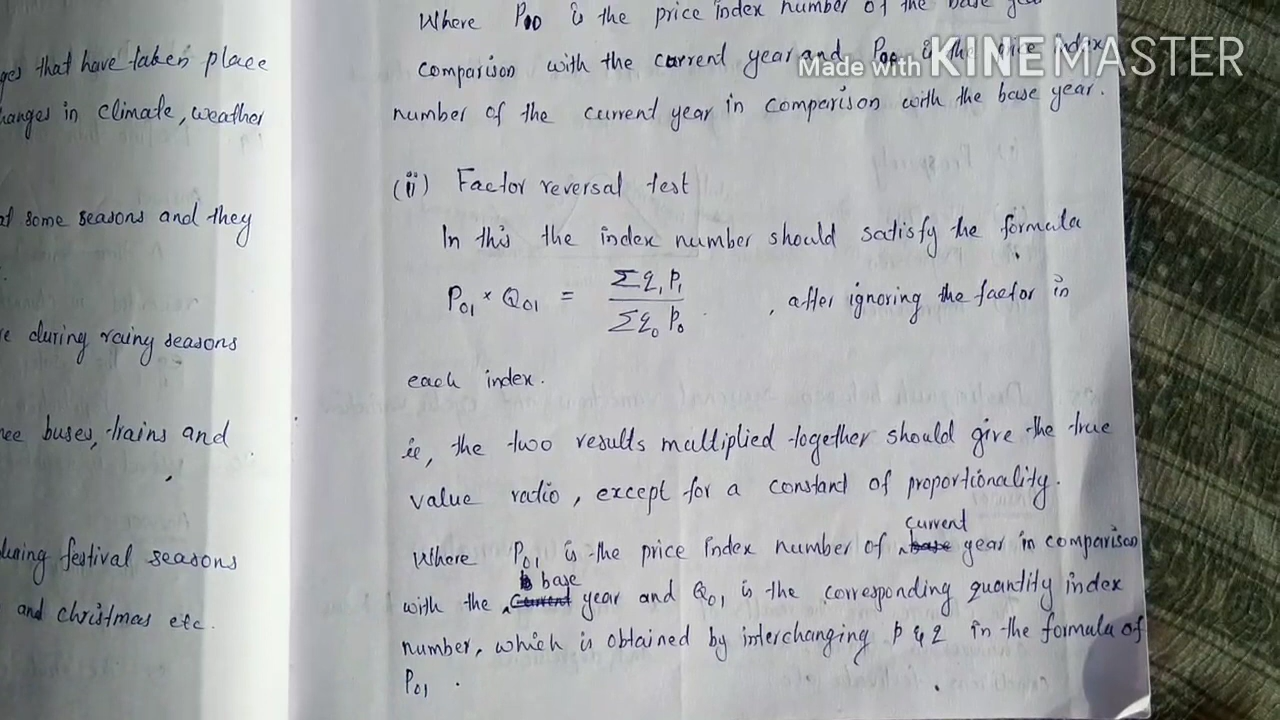 ges that have taken place
hanges in climate, weather
at some seasons and they
re during rainy seasons
ree buses, trains and
during festival seasons
and christmas etc.
Where P₀₀ is the price index number of the base year
comparison with the current year and is the price index
number of the current year in comparison with the base year.
Made with KINEMASTER
(ii) Factor reversal test
In this the index number should satisfy the formula
P₀₁ × Q₀₁ = Σq₁p₁ / Σq₀p₀ , after ignoring the factor in
each index.
ie, the two results multiplied together should give the true
value ratio, except for a constant of proportionality.
Where P₀₁ is the price index number of current year in comparison
with the base year and Q₀₁ is the corresponding quantity index
number, which is obtained by interchanging p & q in the formula of
P₀₁ .